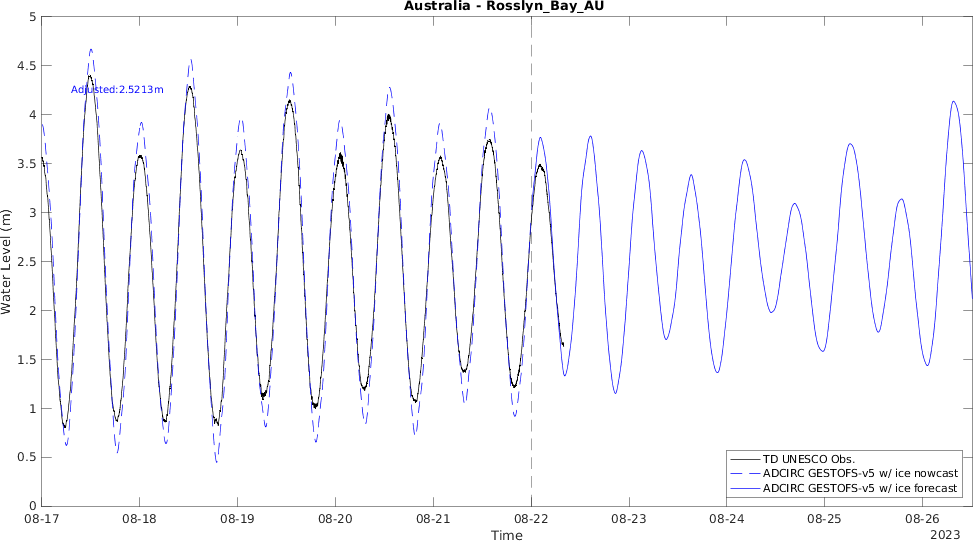 Australia - Rosslyn_Bay_AU
5
4.5
4
3.5
3
2.5
2
1.5
1
0.5
0
Water Level (m)
Adjusted:2.5213m
TD UNESCO Obs.
ADCIRC GESTOFS-v5 w/ ice nowcast
ADCIRC GESTOFS-v5 w/ ice forecast
08-17 08-18 08-19 08-20 08-21 08-22 08-23 08-24 08-25 08-26
Time
2023